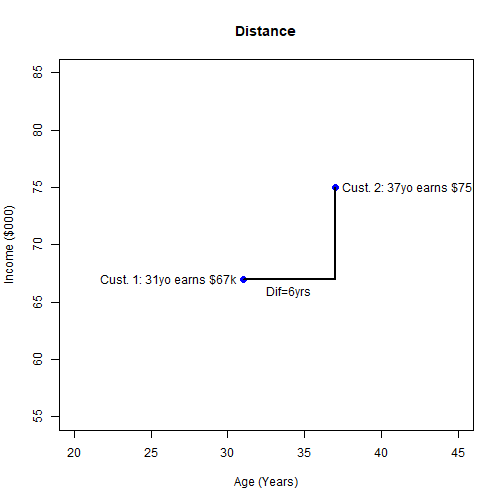 Distance
85
80
75
70
65
60
55
Income ($000)
Cust. 2: 37yo earns $75
Cust. 1: 31yo earns $67k
Dif=6yrs
20 25 30 35 40 45
Age (Years)